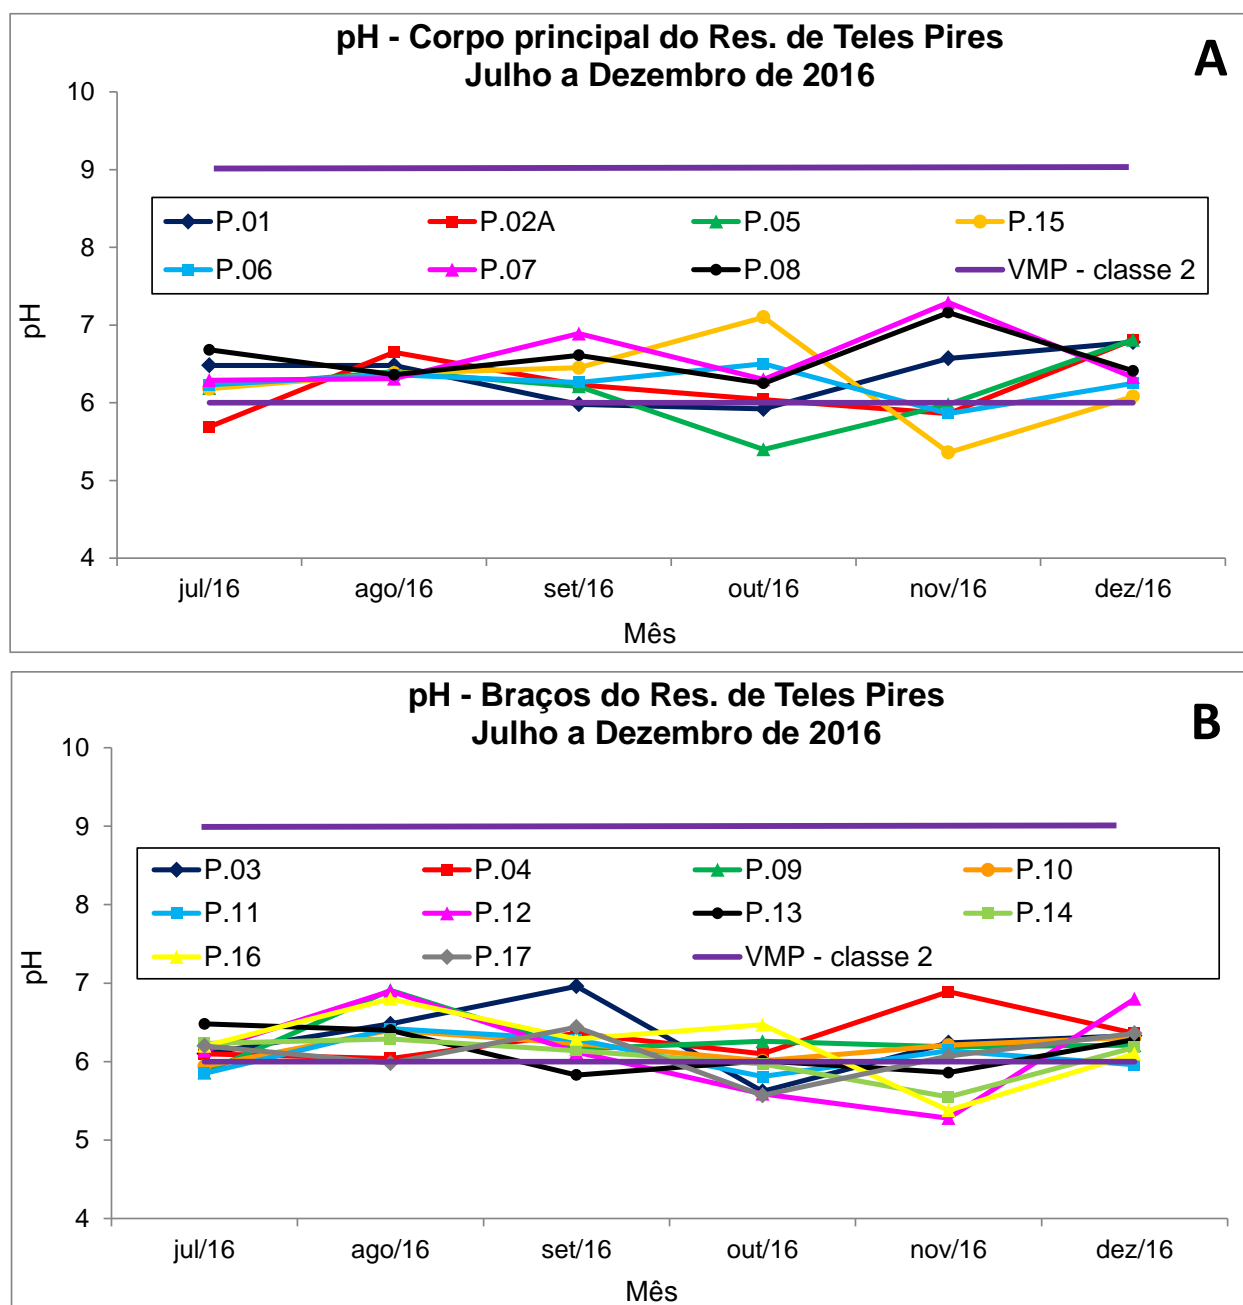 pH - Corpo principal do Res. de Teles Pires
Julho a Dezembro de 2016
A
10
9
8
7
6
5
4
pH
P.01 P.02A P.05 P.15
P.06 P.07 P.08 VMP - classe 2
jul/16 ago/16 set/16 out/16 nov/16 dez/16
Mês
pH - Braços do Res. de Teles Pires
Julho a Dezembro de 2016
B
10
9
8
7
6
5
4
pH
P.03 P.04 P.09 P.10
P.11 P.12 P.13 P.14
P.16 P.17 VMP - classe 2
jul/16 ago/16 set/16 out/16 nov/16 dez/16
Mês